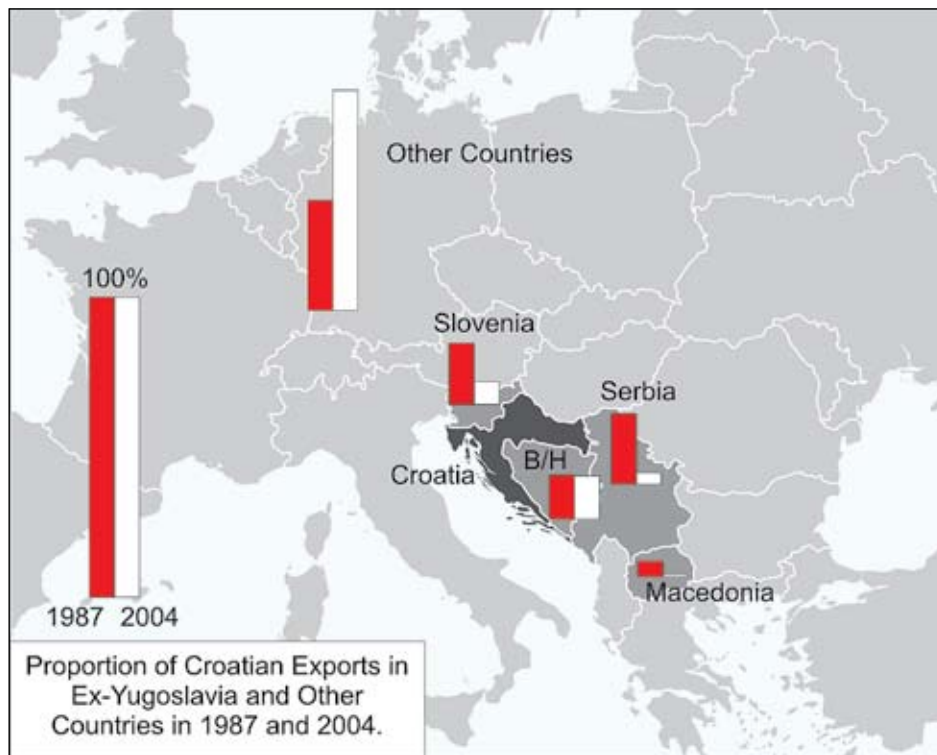 Other Countries
100%
Slovenia
Serbia
B/H
Croatia
Macedonia
1987 2004
Proportion of Croatian Exports in
Ex-Yugoslavia and Other
Countries in 1987 and 2004.